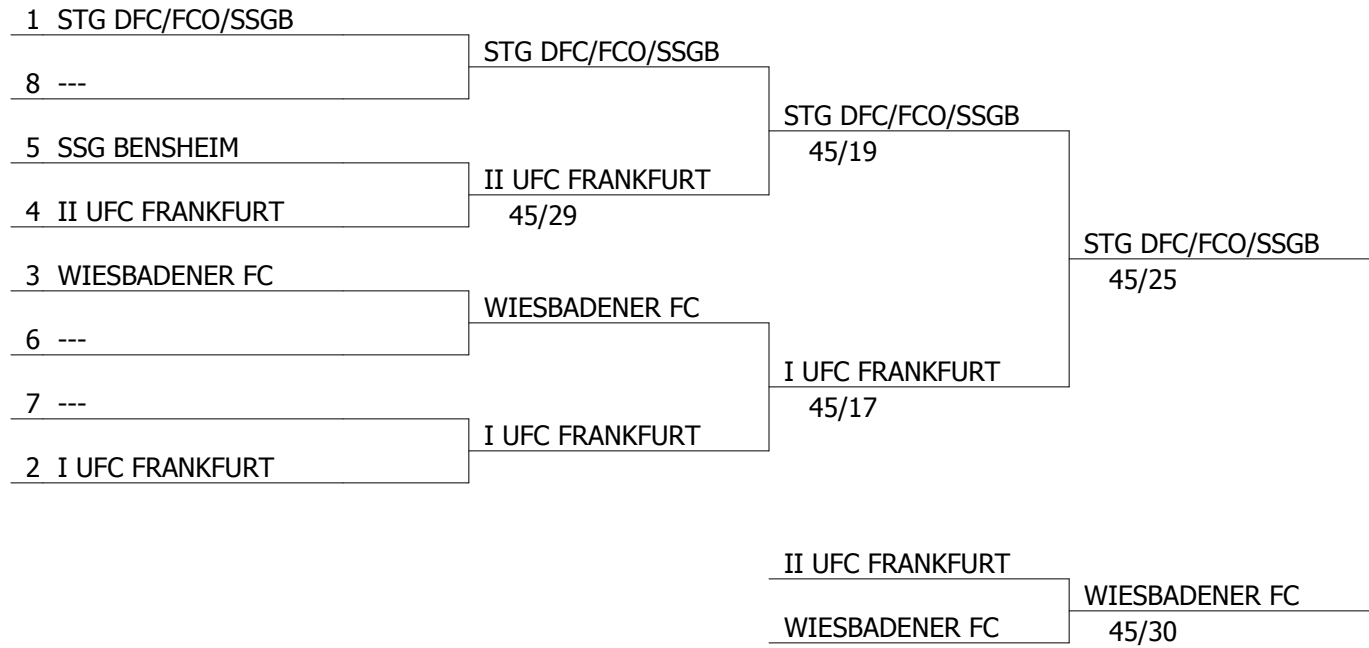 1 STG DFC/FCO/SSGB
8 ---
5 SSG BENSHEIM
4 II UFC FRANKFURT
3 WIESBADENER FC
6 ---
7 ---
2 I UFC FRANKFURT
STG DFC/FCO/SSGB
II UFC FRANKFURT
45/29
WIESBADENER FC
I UFC FRANKFURT
STG DFC/FCO/SSGB
45/19
I UFC FRANKFURT
45/17
STG DFC/FCO/SSGB
45/25
II UFC FRANKFURT
WIESBADENER FC
WIESBADENER FC
45/30